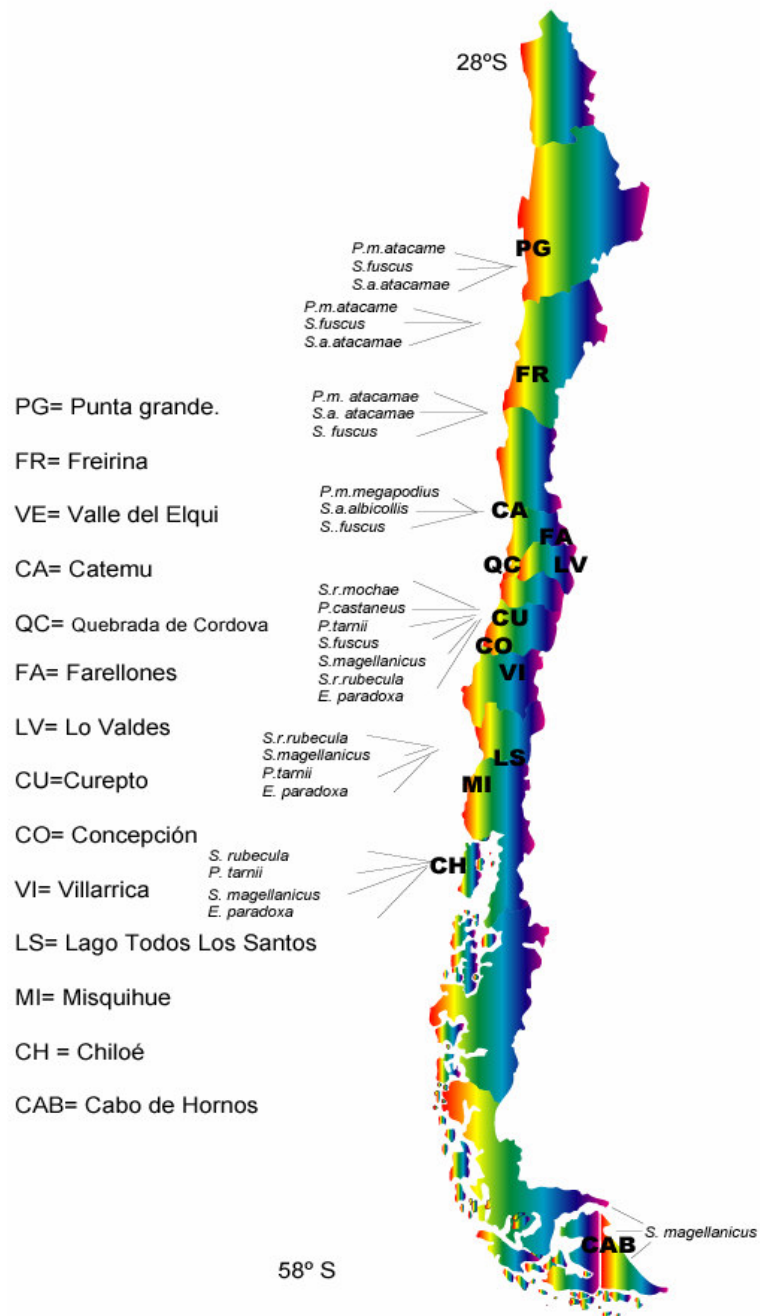 28ºS
PG
P.m.atacame
S.fuscus
S.a.atacamae
P.m.atacame
S.fuscus
S.a.atacamae
FR
P.m. atacamae
S.a. atacamae
S. fuscus
PG= Punta grande.
FR= Freirina
VE= Valle del Elqui
CA= Catemu
QC= Quebrada de Cordova
FA= Farellones
LV= Lo Valdes
CU=Curepto
CO= Concepción
VI= Villarrica
LS= Lago Todos Los Santos
MI= Misquihue
CH = Chiloé
CAB= Cabo de Hornos
P.m.megapodius
S.a.albicollis
S..fuscus
CA
FA
QC
LV
S.r.mochae
P.castaneus
P.tarnii
S.fuscus
S.magellanicus
S.r.rubecula
E. paradoxa
CU
CO
VI
S.r.rubecula
S.magellanicus
P.tarnii
E. paradoxa
LS
MI
S. rubecula
P. tarnii
S. magellanicus
E. paradoxa
CH
S. magellanicus
CAB
58º S